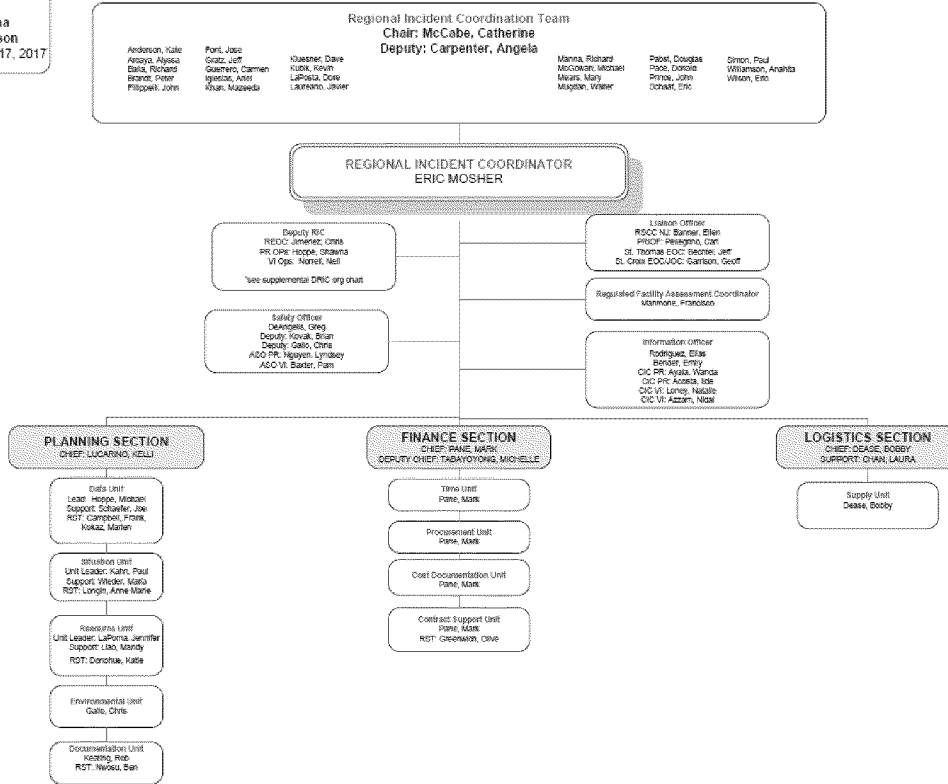 na
son
17, 2017
Regional Incident Coordination Team
Chair: McCabe, Catherine
Deputy: Carpenter, Angela
Anderson, Kate
Amaya, Alyssa
Balla, Richard
Brandt, Peter
Filippelli, John
Font, Jose
Gratz, Jeff
Guerrero, Carmen
Iglesias, Ariel
Khan, Mazeeda
Kluesner, Dave
Kubik, Kevin
LaPosta, Dore
Laureano, Javier
Manna, Richard
McGowan, Michael
Mears, Mary
Mugdan, Walter
Pabst, Douglas
Pace, Donald
Prince, John
Schaaf, Eric
Simon, Paul
Williamson, Anahita
Wilson, Eric
REGIONAL INCIDENT COORDINATOR
ERIC MOSHER
Deputy RIC
REOC: Jimenez, Chris
PR OPs: Hoppe, Shawna
VI Ops: Norrell, Neil
*see supplemental DRIC org chart
Liaison Officer
RSCC NJ: Banner, Ellen
PRIOF: Pellegrino, Carl
St. Thomas EOC: Bechtel, Jeff
St. Croix EOC/JOC: Garrison, Geoff
Regulated Facility Assessment Coordinator
Mannone, Francisco
Safety Officer
DeAngelis, Greg
Deputy: Kovak, Brian
Deputy: Gallo, Chris
ASO PR: Nguyen, Lyndsey
ASO VI: Baxter, Pam
Information Officer
Rodriguez, Elias
Bender, Emily
CIC PR: Ayala, Wanda
CIC PR: Acosta, Ilde
CIC VI: Loney, Natalie
CIC VI: Azzam, Nidal
PLANNING SECTION
CHIEF: LUCARINO, KELLI
FINANCE SECTION
CHIEF: PANE, MARK
DEPUTY CHIEF: TABAYOYONG, MICHELLE
LOGISTICS SECTION
CHIEF: DEASE, BOBBY
SUPPORT: CHAN, LAURA
Data Unit
Lead: Hoppe, Michael
Support: Schaefer, Joe
RST: Campbell, Frank,
Kokaz, Marien
Situation Unit
Unit Leader: Kahn, Paul
Support: Wieder, Maria
RST: Longin, Anne Marie
Resource Unit
Unit Leader: LaPoma, Jennifer
Support: Liao, Mandy
RST: Donohue, Katie
Environmental Unit
Gallo, Chris
Documentation Unit
Keating, Rob
RST: Nwosu, Ben
Time Unit
Pane, Mark
Procurement Unit
Pane, Mark
Cost Documentation Unit
Pane, Mark
Contract Support Unit
Pane, Mark
RST: Greenwich, Olive
Supply Unit
Dease, Bobby